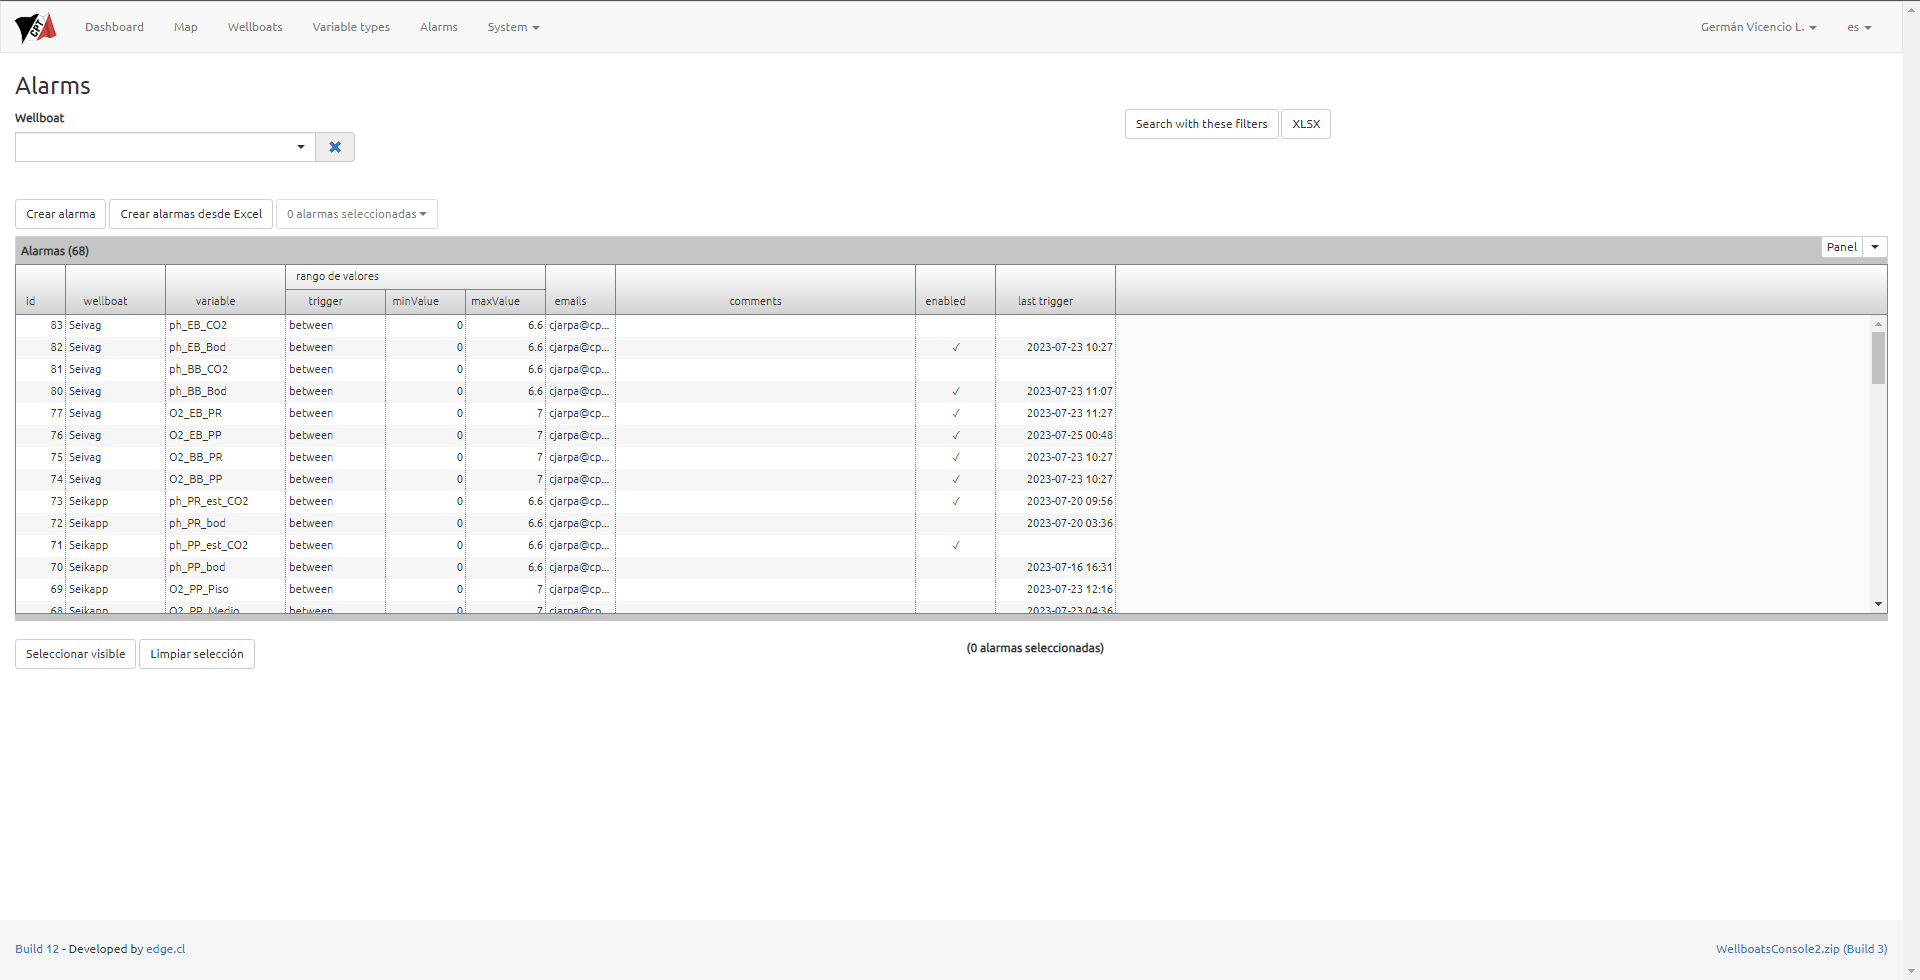 CPT Dashboard Map Wellboats Variable types Alarms System Germán Vicencio L. es
Alarms
Wellboat
Search with these filters XLSX
Crear alarma Crear alarmas desde Excel 0 alarmas seleccionadas
Alarmas (68) Panel
rango de valores
id wellboat variable trigger minValue maxValue emails comments enabled last trigger
83 Seivag ph_EB_CO2 between 0 6.6 cjarpa@cp...
82 Seivag ph_EB_Bod between 0 6.6 cjarpa@cp... ✓ 2023-07-23 10:27
81 Seivag ph_BB_CO2 between 0 6.6 cjarpa@cp...
80 Seivag ph_BB_Bod between 0 6.6 cjarpa@cp... ✓ 2023-07-23 11:07
77 Seivag O2_EB_PR between 0 7 cjarpa@cp... ✓ 2023-07-23 11:27
76 Seivag O2_EB_PP between 0 7 cjarpa@cp... ✓ 2023-07-25 00:48
75 Seivag O2_BB_PR between 0 7 cjarpa@cp... ✓ 2023-07-23 10:27
74 Seivag O2_BB_PP between 0 7 cjarpa@cp... ✓ 2023-07-23 10:27
73 Seikapp ph_PR_est_CO2 between 0 6.6 cjarpa@cp... ✓ 2023-07-20 09:56
72 Seikapp ph_PR_bod between 0 6.6 cjarpa@cp... 2023-07-20 03:36
71 Seikapp ph_PP_est_CO2 between 0 6.6 cjarpa@cp... ✓
70 Seikapp ph_PP_bod between 0 6.6 cjarpa@cp... 2023-07-16 16:31
69 Seikapp O2_PP_Piso between 0 7 cjarpa@cp... 2023-07-23 12:16
68 Seikapp O2_PP_Medio between 0 7 cjarpa@cp... 2023-07-23 04:36
Seleccionar visible Limpiar selección (0 alarmas seleccionadas)
Build 12 - Developed by edge.cl WellboatsConsole2.zip (Build 3)